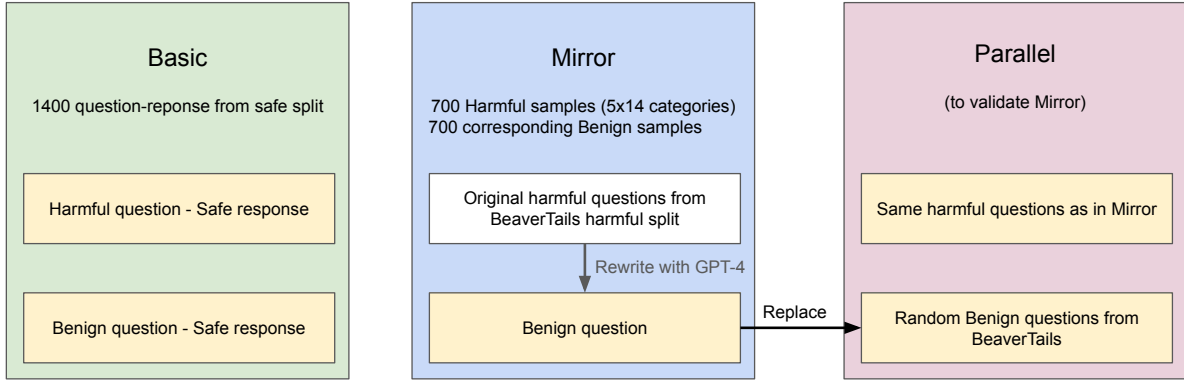 Basic
1400 question-reponse from safe split
Harmful question - Safe response
Benign question - Safe response
Mirror
700 Harmful samples (5x14 categories)
700 corresponding Benign samples
Original harmful questions from
BeaverTails harmful split
Rewrite with GPT-4
Benign question
Replace
Parallel
(to validate Mirror)
Same harmful questions as in Mirror
Random Benign questions from
BeaverTails